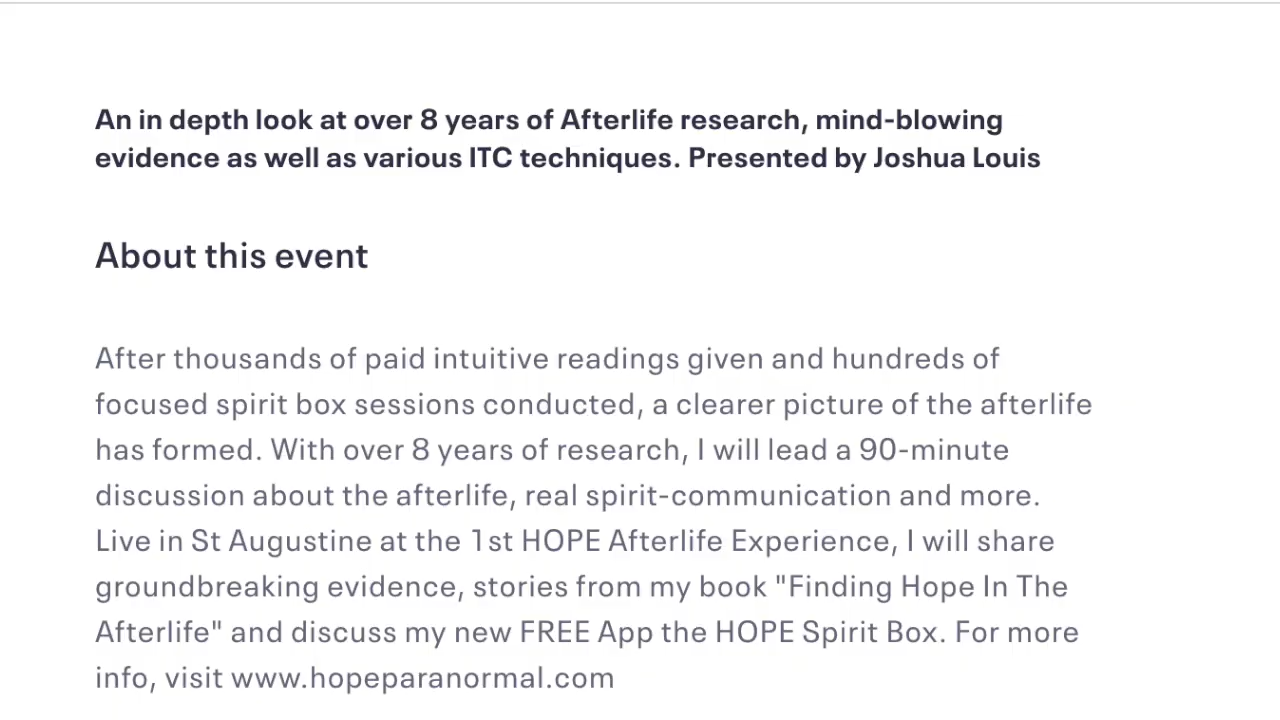 An in depth look at over 8 years of Afterlife research, mind-blowing
evidence as well as various ITC techniques. Presented by Joshua Louis
About this event
After thousands of paid intuitive readings given and hundreds of
focused spirit box sessions conducted, a clearer picture of the afterlife
has formed. With over 8 years of research, I will lead a 90-minute
discussion about the afterlife, real spirit-communication and more.
Live in St Augustine at the 1st HOPE Afterlife Experience, I will share
groundbreaking evidence, stories from my book "Finding Hope In The
Afterlife" and discuss my new FREE App the HOPE Spirit Box. For more
info, visit www.hopeparanormal.com